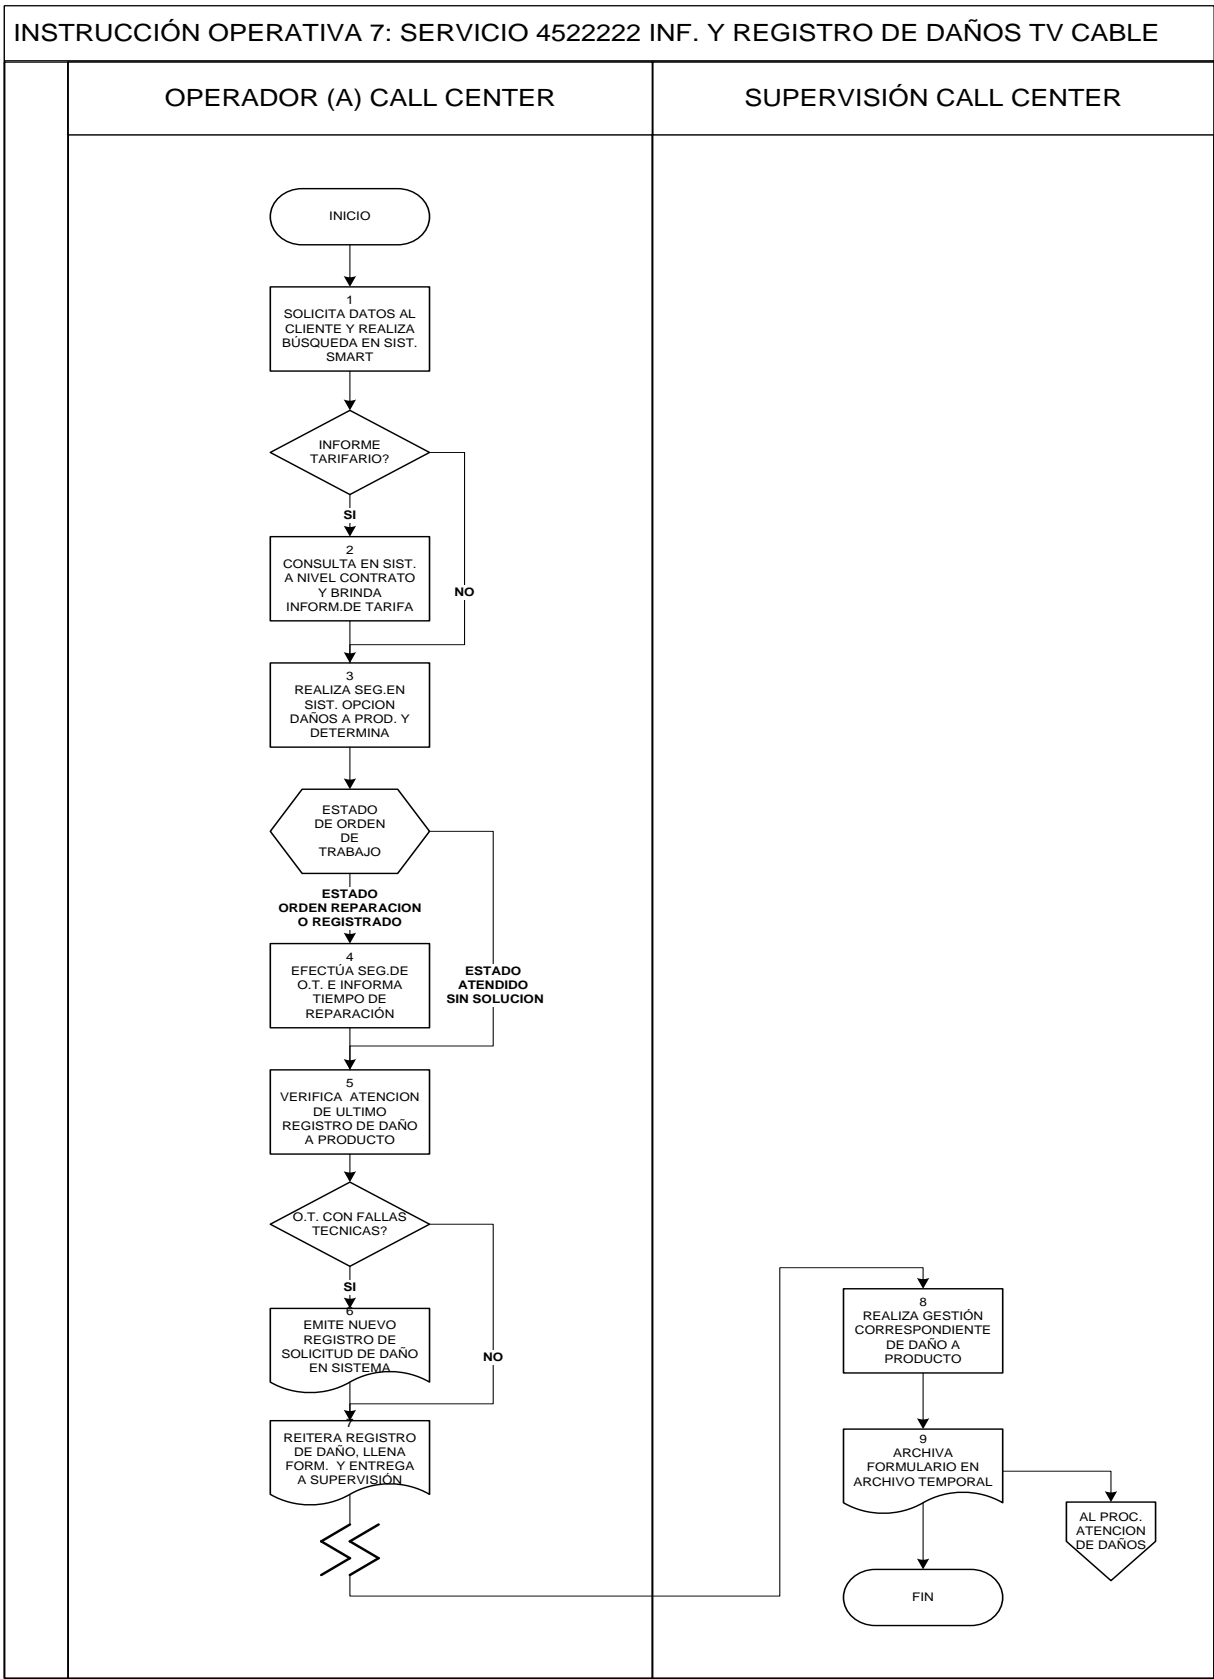 INSTRUCCIÓN OPERATIVA 7: SERVICIO 4522222 INF. Y REGISTRO DE DAÑOS TV CABLE
OPERADOR (A) CALL CENTER
SUPERVISIÓN CALL CENTER
INICIO
1
SOLICITA DATOS AL
CLIENTE Y REALIZA
BÚSQUEDA EN SIST.
SMART
INFORME
TARIFARIO?
SI
2
CONSULTA EN SIST.
A NIVEL CONTRATO
Y BRINDA
INFORM.DE TARIFA
NO
3
REALIZA SEG.EN
SIST. OPCION
DAÑOS A PROD. Y
DETERMINA
ESTADO
DE ORDEN
DE
TRABAJO
ESTADO
ORDEN REPARACION
O REGISTRADO
4
EFECTÚA SEG.DE
O.T. E INFORMA
TIEMPO DE
REPARACIÓN
ESTADO
ATENDIDO
SIN SOLUCION
5
VERIFICA ATENCION
DE ULTIMO
REGISTRO DE DAÑO
A PRODUCTO
O.T. CON FALLAS
TECNICAS?
SI
6
EMITE NUEVO
REGISTRO DE
SOLICITUD DE DAÑO
EN SISTEMA
NO
7
REITERA REGISTRO
DE DAÑO, LLENA
FORM. Y ENTREGA
A SUPERVISIÓN
8
REALIZA GESTIÓN
CORRESPONDIENTE
DE DAÑO A
PRODUCTO
9
ARCHIVA
FORMULARIO EN
ARCHIVO TEMPORAL
AL PROC.
ATENCION
DE DAÑOS
FIN